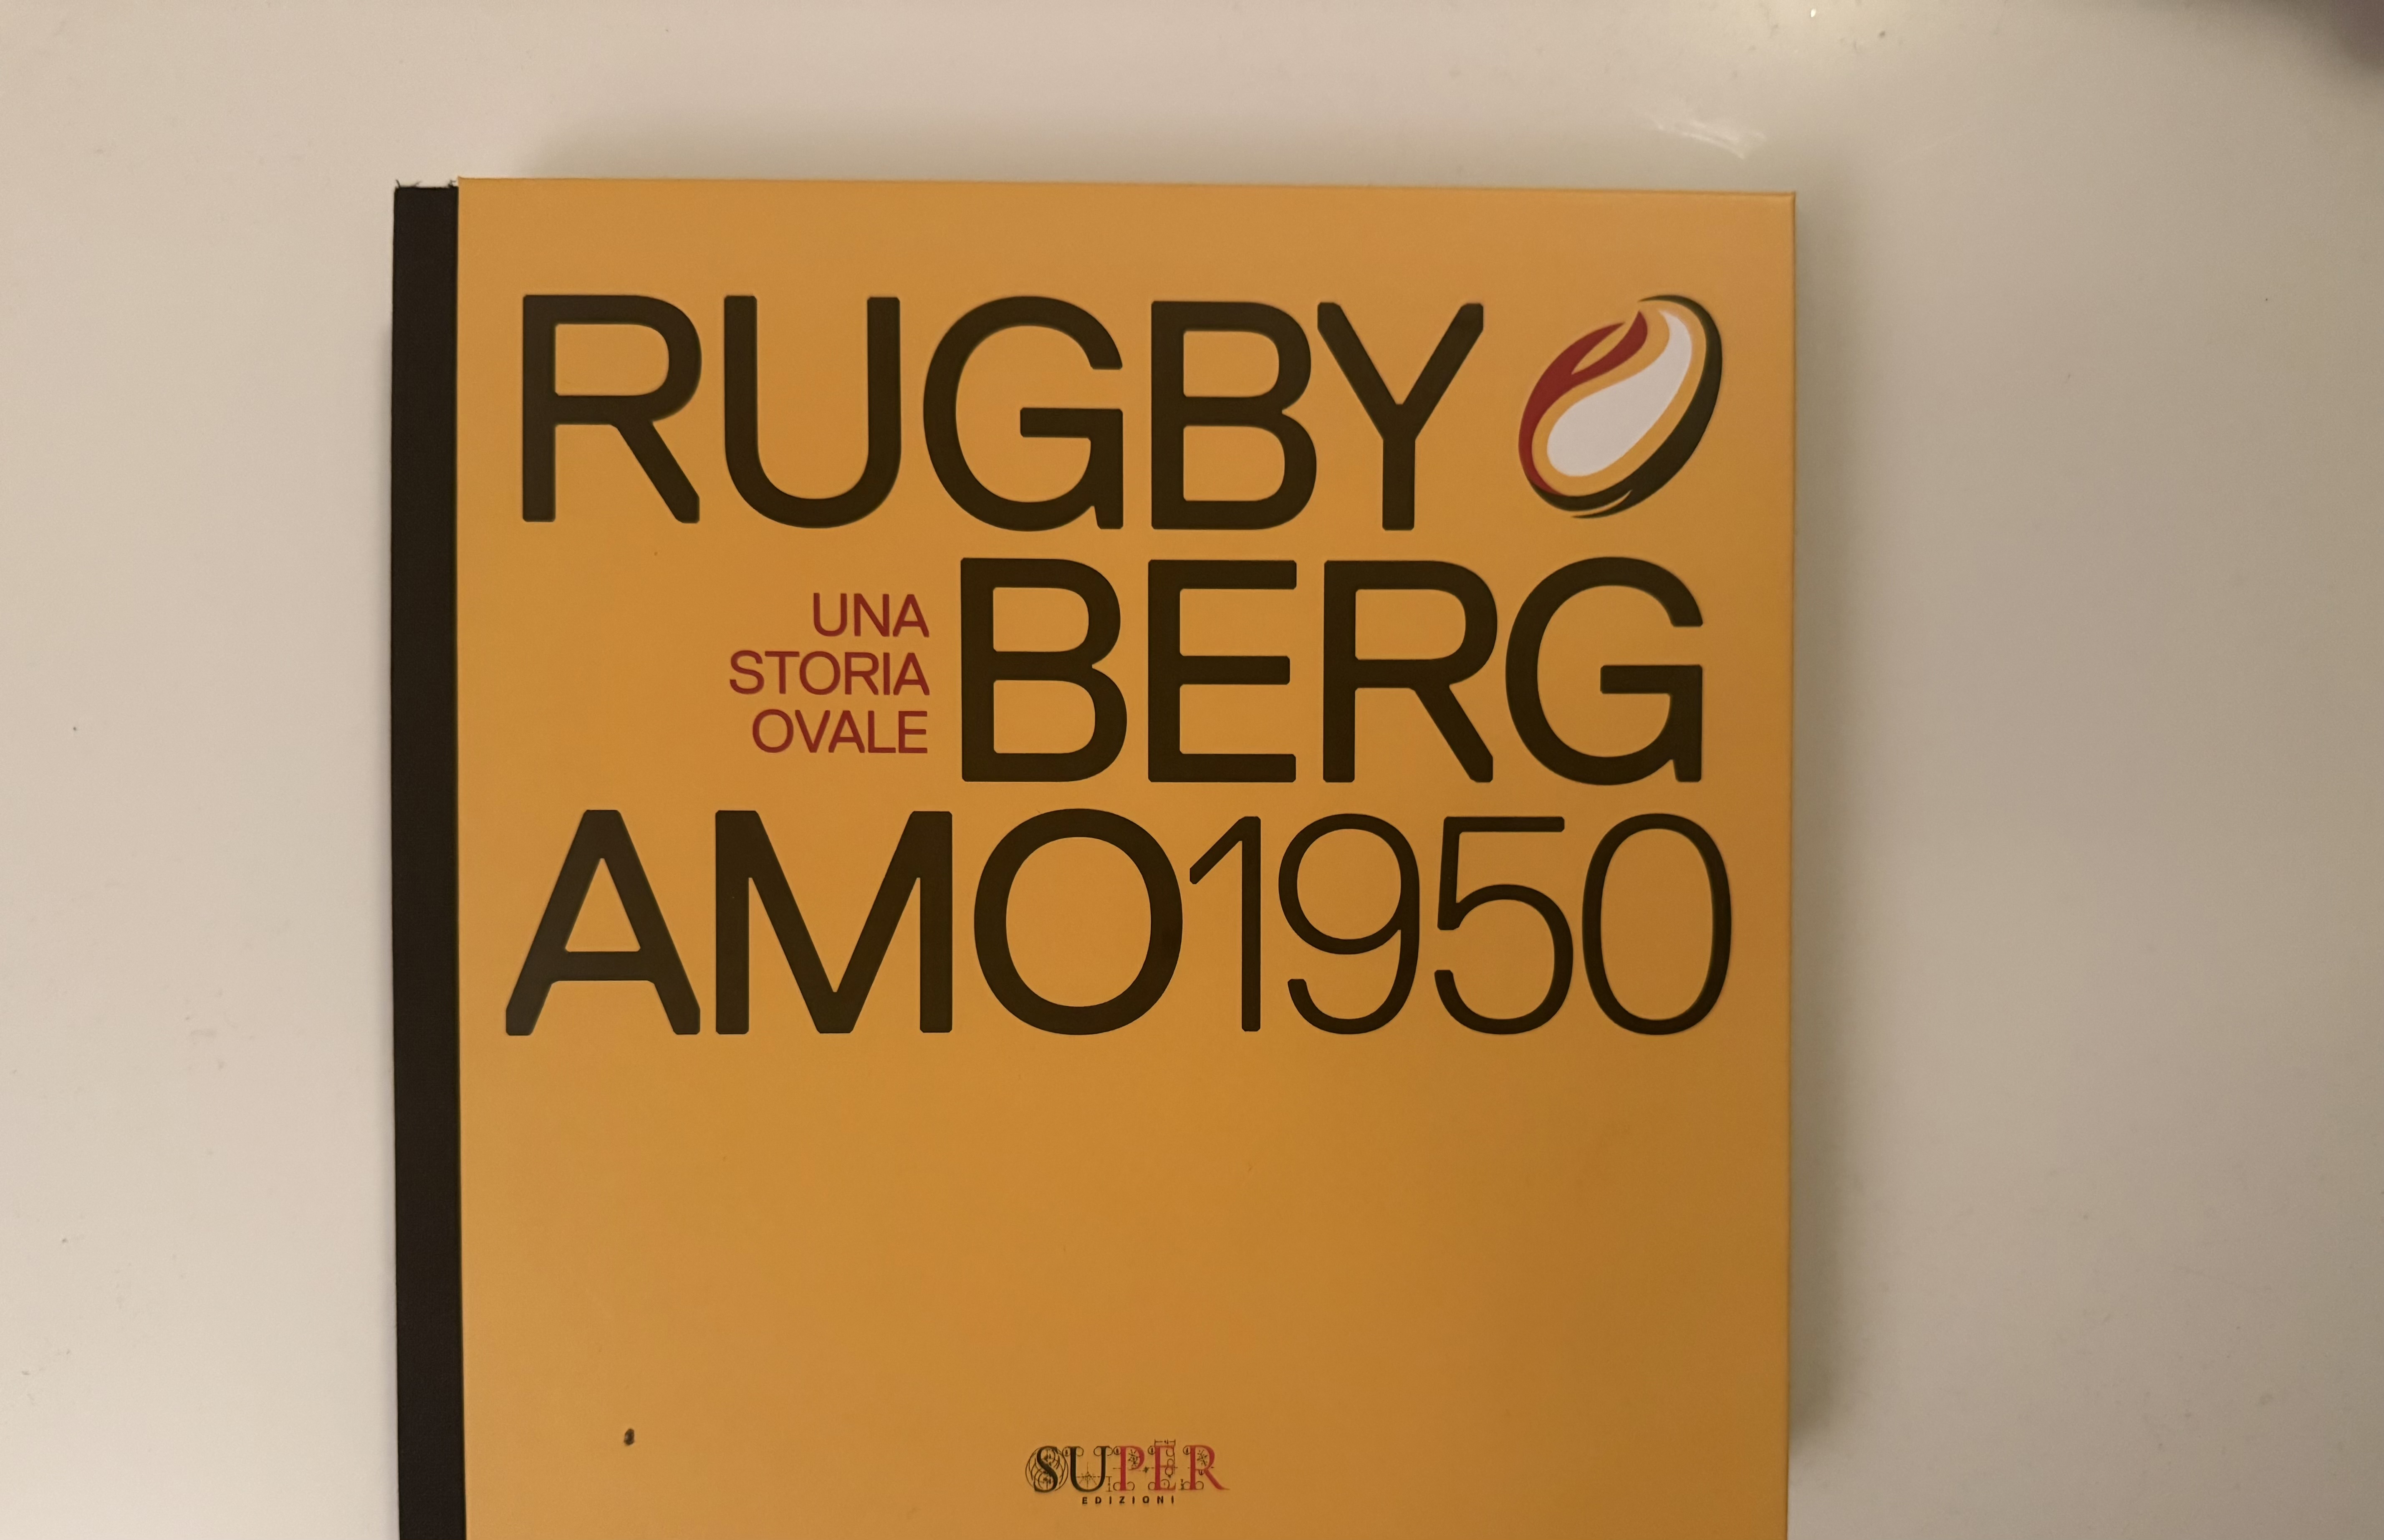 RUGBY
UNA
STORIA
OVALE
BERG
AMO1950
SUPER
EDIZIONI